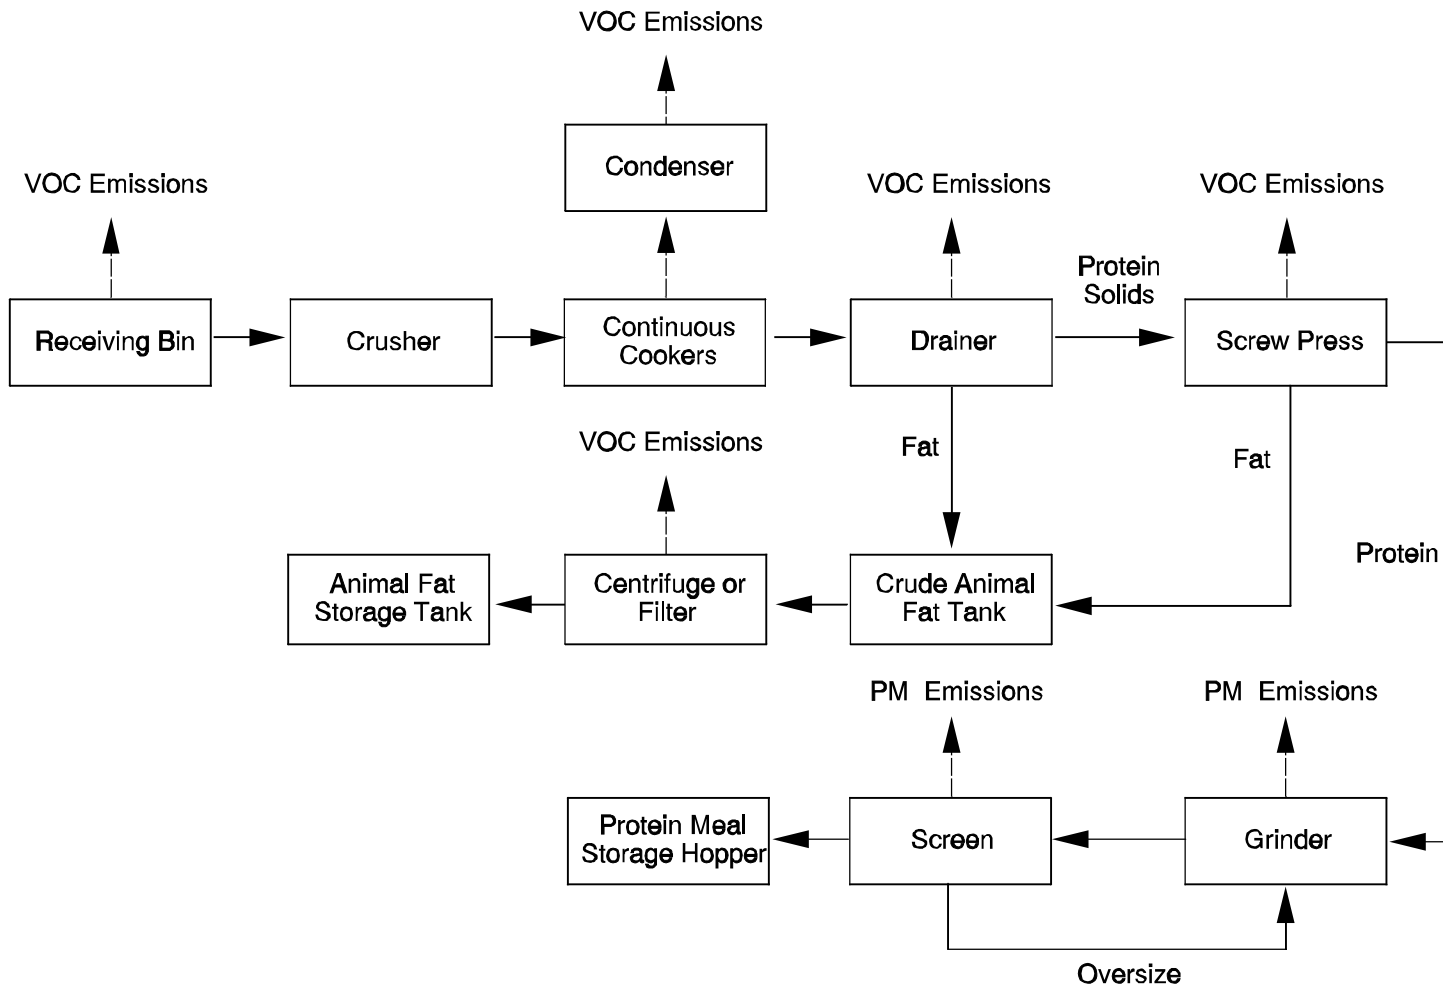 VOC Emissions
Condenser
VOC Emissions
VOC Emissions
VOC Emissions
Protein
Solids
Receiving Bin
Crusher
Continuous
Cookers
Drainer
Screw Press
VOC Emissions
Fat
Fat
Protein
Animal Fat
Storage Tank
Centrifuge or
Filter
Crude Animal
Fat Tank
PM Emissions
PM Emissions
Protein Meal
Storage Hopper
Screen
Grinder
Oversize